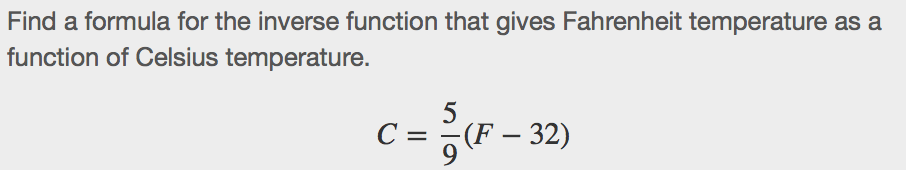 Find a formula for the inverse function that gives Fahrenheit temperature as a
function of Celsius temperature.
C = 5/9 (F − 32)